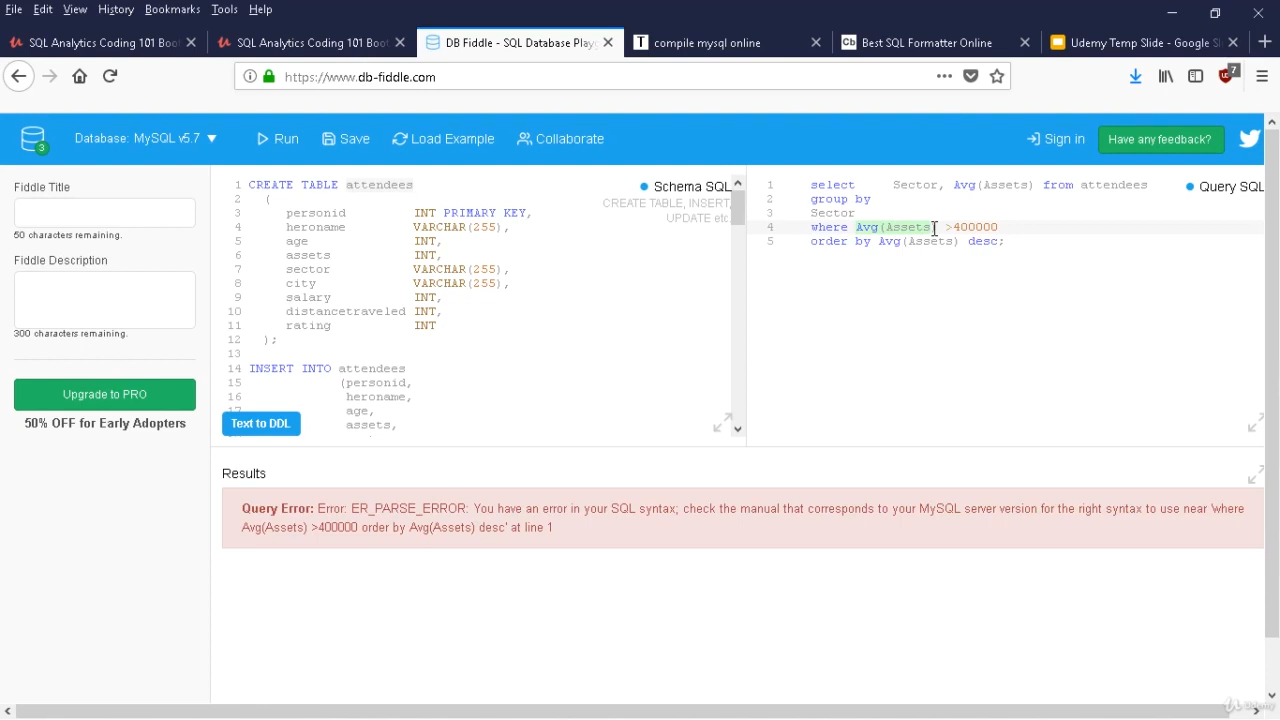 File Edit View History Bookmarks Tools Help
SQL Analytics Coding 101 Boo
SQL Analytics Coding 101 Boo
DB Fiddle - SQL Database Play
compile mysql online
Best SQL Formatter Online
Udemy Temp Slide - Google S
https://www.db-fiddle.com
7
3
Database: MySQL v5.7
Run
Save
Load Example
Collaborate
Sign in
Have any feedback?
Fiddle Title
50 characters remaining.
Fiddle Description
300 characters remaining.
Upgrade to PRO
50% OFF for Early Adopters
Schema SQL
CREATE TABLE, INSERT,
UPDATE etc.
1 CREATE TABLE attendees
2 (
3 personid INT PRIMARY KEY,
4 heroname VARCHAR(255),
5 age INT,
6 assets INT,
7 sector VARCHAR(255),
8 city VARCHAR(255),
9 salary INT,
10 distancetraveled INT,
11 rating INT
12 );
13
14 INSERT INTO attendees
15 (personid,
16 heroname,
17 age,
assets,
Text to DDL
Query SQL
1 select Sector, Avg(Assets) from attendees
2 group by
3 Sector
4 where Avg(Assets) >400000
5 order by Avg(Assets) desc;
Results
Query Error: Error: ER_PARSE_ERROR: You have an error in your SQL syntax; check the manual that corresponds to your MySQL server version for the right syntax to use near 'where
Avg(Assets) >400000 order by Avg(Assets) desc' at line 1
Udemy